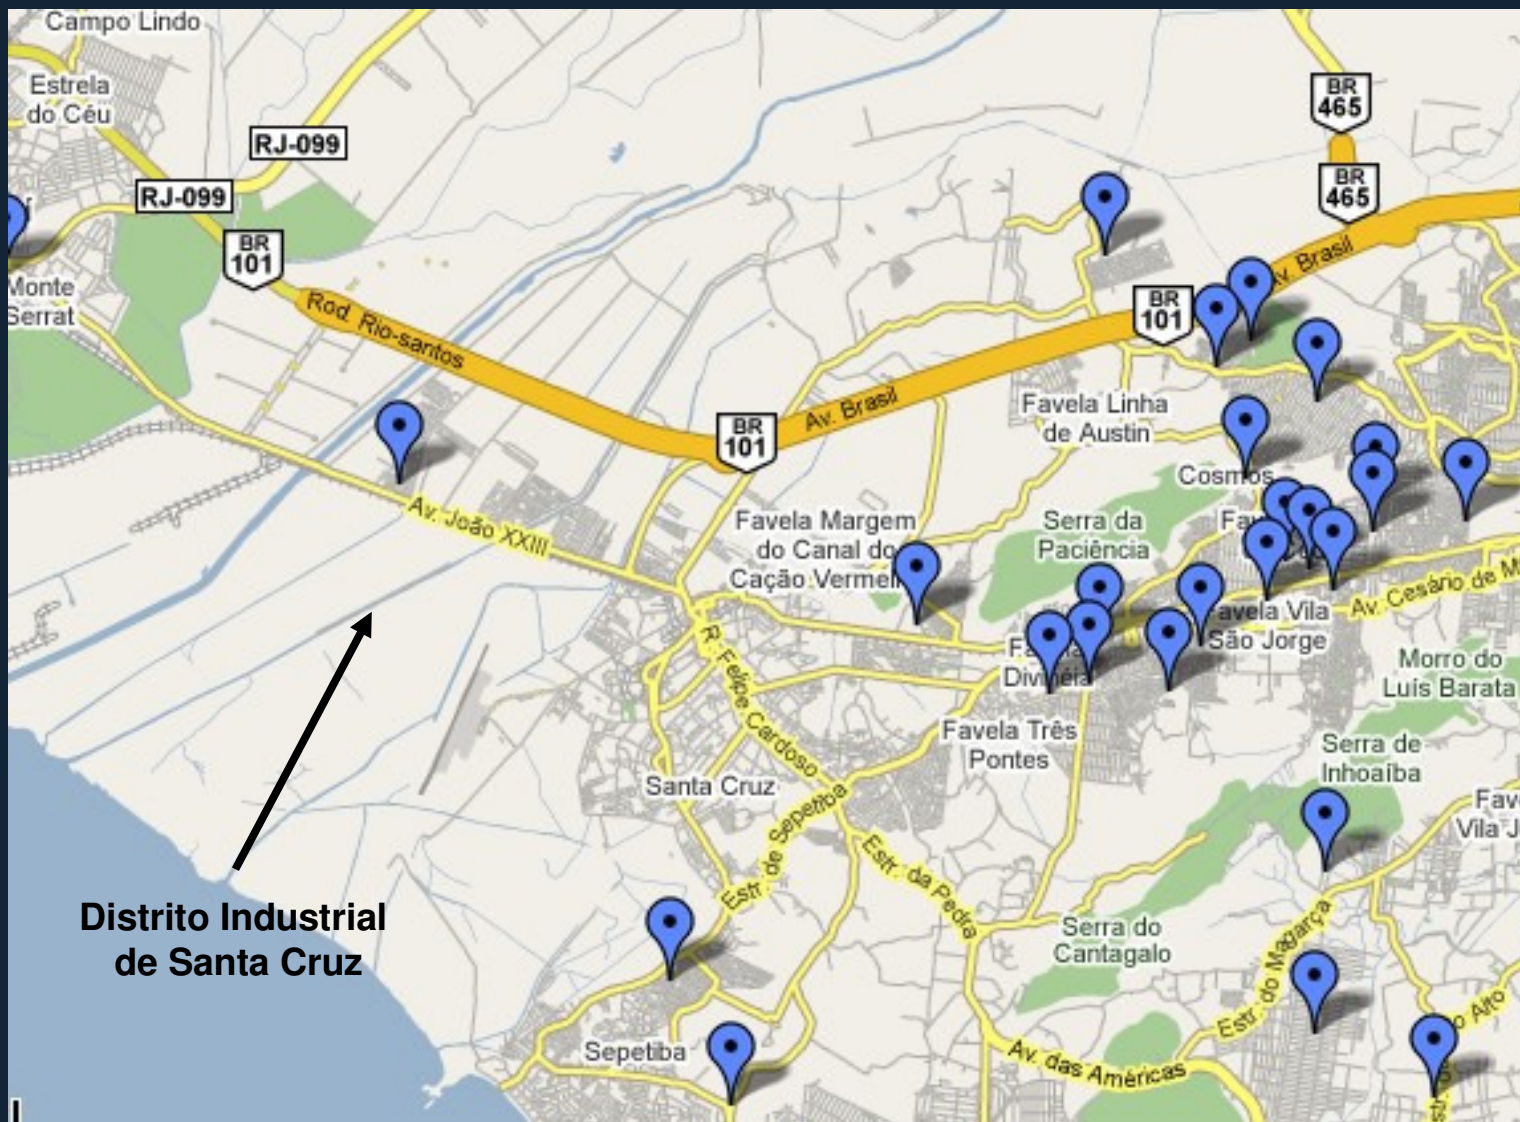 Campo Lindo
Estrela
do Céu
RJ-099
RJ-099
BR
101
BR
465
BR
465
Monte
Serrat
Rod. Rio-santos
Av. Brasil
BR
101
Av. Brasil
BR
101
Favela Linha
de Austin
Cosmos
Av. João XXIII
Favela Margem
do Canal do
Cação
Serra da
Paciência
Av. Cesário de
Vila
São Jorge
Morro do
Luís Barata
R. Felipe Cardoso
Favela Três
Pontes
Santa Cruz
Serra de
Inhoaíba
Estr. de Sepetiba
Estr. da Pedra
Distrito Industrial
de Santa Cruz
Serra do
Cantagalo
Estr. do Magarça
Sepetiba
Av. das Américas
Alto